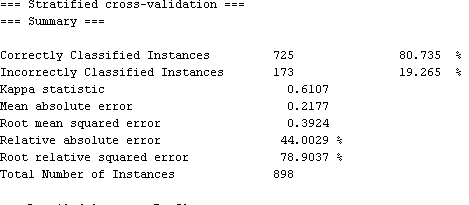 === Stratified cross-validation ===
=== Summary ===
Correctly Classified Instances 725 80.735 %
Incorrectly Classified Instances 173 19.265 %
Kappa statistic 0.6107
Mean absolute error 0.2177
Root mean squared error 0.3924
Relative absolute error 44.0029 %
Root relative squared error 78.9037 %
Total Number of Instances 898